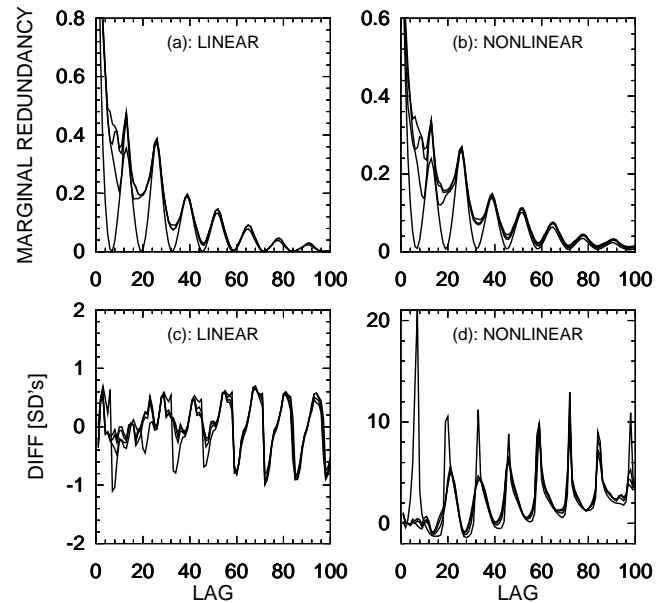 (a): LINEAR
(b): NONLINEAR
MARGINAL REDUNDANCY
0.8
0.6
0.4
0.2
0
0 20 40 60 80 100
0.6
0.4
0.2
0
0 20 40 60 80 100
(c): LINEAR
(d): NONLINEAR
DIFF [SD's]
2
1
0
-1
-2
0 20 40 60 80 100
LAG
20
10
0
0 20 40 60 80 100
LAG